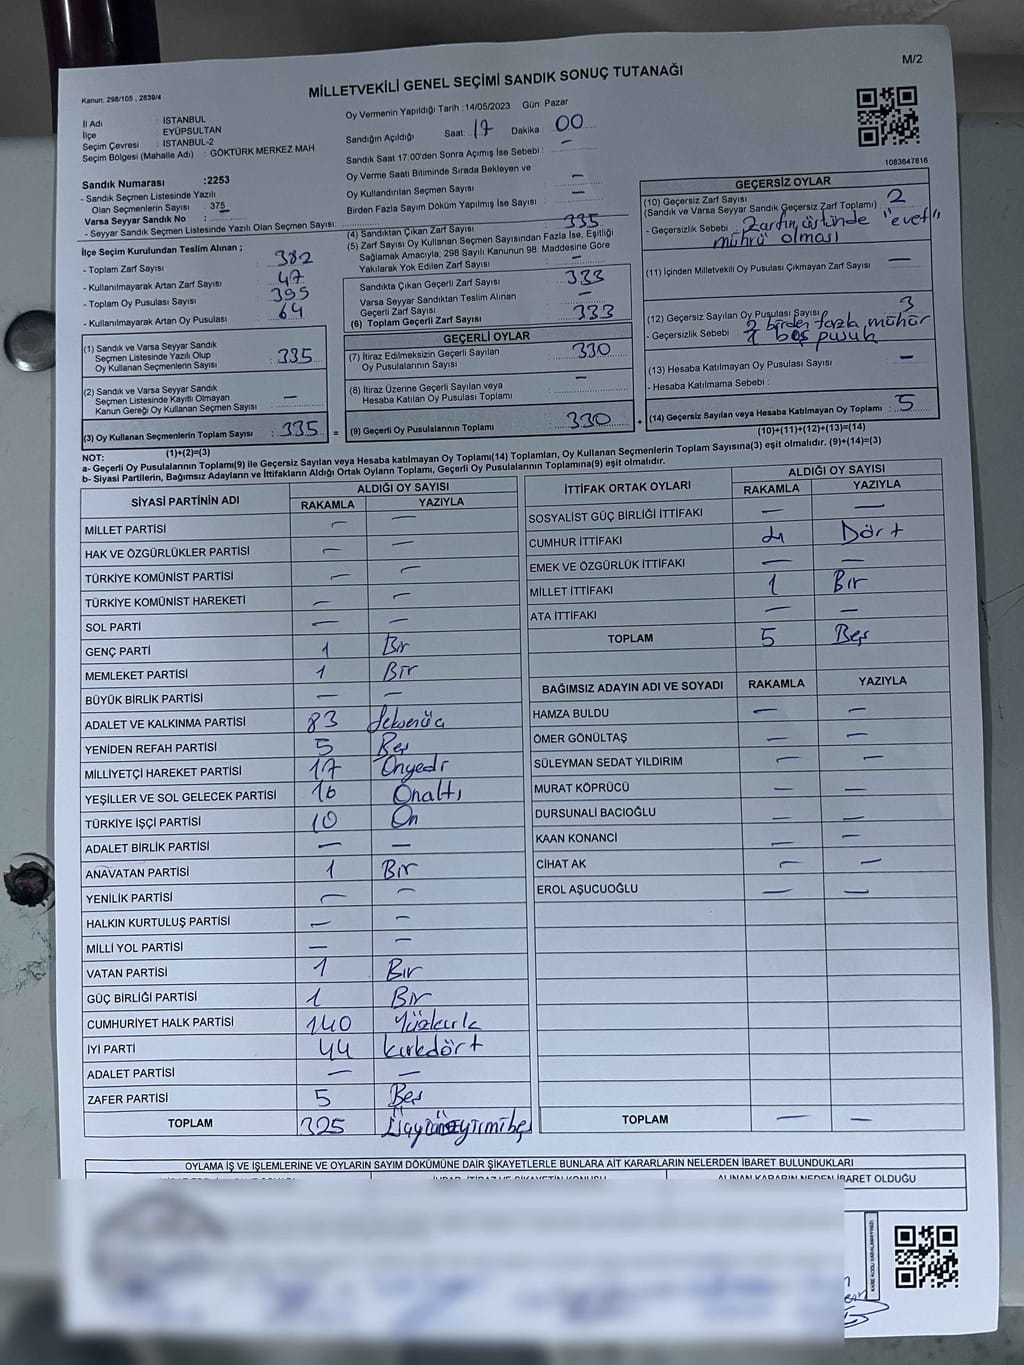 M/2
Kanun: 298/105 , 2839/4
MİLLETVEKİLİ GENEL SEÇİMİ SANDIK SONUÇ TUTANAĞI
İl Adı : İSTANBUL
İlçe : EYÜPSULTAN
Seçim Çevresi : İSTANBUL-2
Seçim Bölgesi (Mahalle Adı) : GÖKTÜRK MERKEZ MAH
Sandık Numarası :2253
- Sandık Seçmen Listesinde Yazılı
Olan Seçmenlerin Sayısı : 375
Varsa Seyyar Sandık No :
- Seyyar Sandık Seçmen Listesinde Yazılı Olan Seçmen Sayısı:
İlçe Seçim Kurulundan Teslim Alınan ;
- Toplam Zarf Sayısı : 382
- Kullanılmayarak Artan Zarf Sayısı : 47
- Toplam Oy Pusulası Sayısı : 395
- Kullanılmayarak Artan Oy Pusulası : 64
(1) Sandık ve Varsa Seyyar Sandık
Seçmen Listesinde Yazılı Olup
Oy Kullanan Seçmenlerin Sayısı : 335
(2) Sandık ve Varsa Seyyar Sandık
Seçmen Listesinde Kayıtlı Olmayan
Kanun Gereği Oy Kullanan Seçmen Sayısı : —
(3) Oy Kullanan Seçmenlerin Toplam Sayısı : 335
(1)+(2)=(3)
Oy Vermenin Yapıldığı Tarih :14/05/2023 Gün: Pazar
Sandığın Açıldığı Saat: 17 Dakika : 00
Sandık Saat 17:00'den Sonra Açımış İse Sebebi : —
Oy Verme Saati Bitiminde Sırada Bekleyen ve
Oy Kullandırılan Seçmen Sayısı : —
Birden Fazla Sayım Döküm Yapılmış İse Sayısı : —
(4) Sandıktan Çıkan Zarf Sayısı : 335
(5) Zarf Sayısı Oy Kullanan Seçmen Sayısından Fazla İse, Eşitliği
Sağlamak Amacıyla, 298 Sayılı Kanunun 98. Maddesine Göre
Yakılarak Yok Edilen Zarf Sayısı : —
Sandıkta Çıkan Geçerli Zarf Sayısı : 333
Varsa Seyyar Sandıktan Teslim Alınan
Geçerli Zarf Sayısı : —
(6) Toplam Geçerli Zarf Sayısı : 333
GEÇERLİ OYLAR
(7) İtiraz Edilmeksizin Geçerli Sayılan
Oy Pusulasının Sayısı : 330
(8) İtiraz Üzerine Geçerli Sayılan veya
Hesaba Katılan Oy Pusulası Toplamı : —
= (9) Geçerli Oy Pusulalarının Toplamı : 330
1083647816
GEÇERSİZ OYLAR
(10) Geçersiz Zarf Sayısı : 2
(Sandık ve Varsa Seyyar Sandık Geçersiz Zarf Toplamı)
- Geçersizlik Sebebi : Zarfın üstünde "evet"
mührü olması
(11) İçinden Milletvekili Oy Pusulası Çıkmayan Zarf Sayısı : —
(12) Geçersiz Sayılan Oy Pusulası Sayısı : 3
- Geçersizlik Sebebi : 2 birden fazla mühür
1 boş pusula
(13) Hesaba Katılmayan Oy Pusulası Sayısı : —
- Hesaba Katılmama Sebebi :
+ (14) Geçersiz Sayılan veya Hesaba Katılmayan Oy Toplamı : 5
(10)+(11)+(12)+(13)=(14)
NOT:
a- Geçerli Oy Pusulalarının Toplamı(9) ile Geçersiz Sayılan veya Hesaba katılmayan Oy Toplamı(14) Toplamları, Oy Kullanan Seçmenlerin Toplam Sayısına(3) eşit olmalıdır. (9)+(14)=(3)
b- Siyasi Partilerin, Bağımsız Adayların ve İttifakların Aldığı Ortak Oyların Toplamı, Geçerli Oy Pusulalarının Toplamına(9) eşit olmalıdır.
SİYASİ PARTİNİN ADI ALDIĞI OY SAYISI
RAKAMLA YAZIYLA
MİLLET PARTİSİ — —
HAK VE ÖZGÜRLÜKLER PARTİSİ — —
TÜRKİYE KOMÜNİST PARTİSİ — —
TÜRKİYE KOMÜNİST HAREKETİ — —
SOL PARTİ — —
GENÇ PARTİ 1 Bir
MEMLEKET PARTİSİ 1 Bir
BÜYÜK BİRLİK PARTİSİ — —
ADALET VE KALKINMA PARTİSİ 83 Seksenüç
YENİDEN REFAH PARTİSİ 5 Beş
MİLLİYETÇİ HAREKET PARTİSİ 17 Onyedi
YEŞİLLER VE SOL GELECEK PARTİSİ 16 Onaltı
TÜRKİYE İŞÇİ PARTİSİ 10 On
ADALET BİRLİK PARTİSİ — —
ANAVATAN PARTİSİ 1 Bir
YENİLİK PARTİSİ — —
HALKIN KURTULUŞ PARTİSİ — —
MİLLİ YOL PARTİSİ — —
VATAN PARTİSİ 1 Bir
GÜÇ BİRLİĞİ PARTİSİ 1 Bir
CUMHURİYET HALK PARTİSİ 140 Yüzkırk
İYİ PARTİ 44 Kırkdört
ADALET PARTİSİ — —
ZAFER PARTİSİ 5 Beş
TOPLAM 325 Üçyüzyirmibeş
İTTİFAK ORTAK OYLARI ALDIĞI OY SAYISI
RAKAMLA YAZIYLA
SOSYALİST GÜÇ BİRLİĞİ İTTİFAKI — —
CUMHUR İTTİFAKI 4 Dört
EMEK VE ÖZGÜRLÜK İTTİFAKI — —
MİLLET İTTİFAKI 1 Bir
ATA İTTİFAKI — —
TOPLAM 5 Beş
BAĞIMSIZ ADAYIN ADI VE SOYADI RAKAMLA YAZIYLA
HAMZA BULDU — —
ÖMER GÖNÜLTAŞ — —
SÜLEYMAN SEDAT YILDIRIM — —
MURAT KÖPRÜCÜ — —
DURSUNALİ BACIOĞLU — —
KAAN KONANCİ — —
CİHAT AK — —
EROL AŞUCUOĞLU — —
TOPLAM — —
OYLAMA İŞ VE İŞLEMLERİNE VE OYLARIN SAYIM DÖKÜMÜNE DAİR ŞİKAYETLERLE BUNLARA AİT KARARLARIN NELERDEN İBARET BULUNDUKLARI
ALINAN KARARIN NEDEN İBARET OLDUĞU